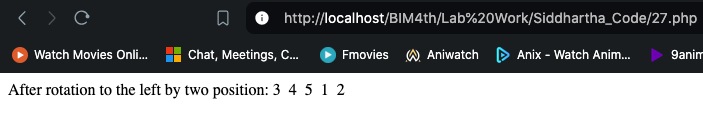 http://localhost/BIM4th/Lab%20Work/Siddhartha_Code/27.php
Watch Movies Onli... Chat, Meetings, C... Fmovies Aniwatch Anix - Watch Anim... 9anim
After rotation to the left by two position: 3 4 5 1 2